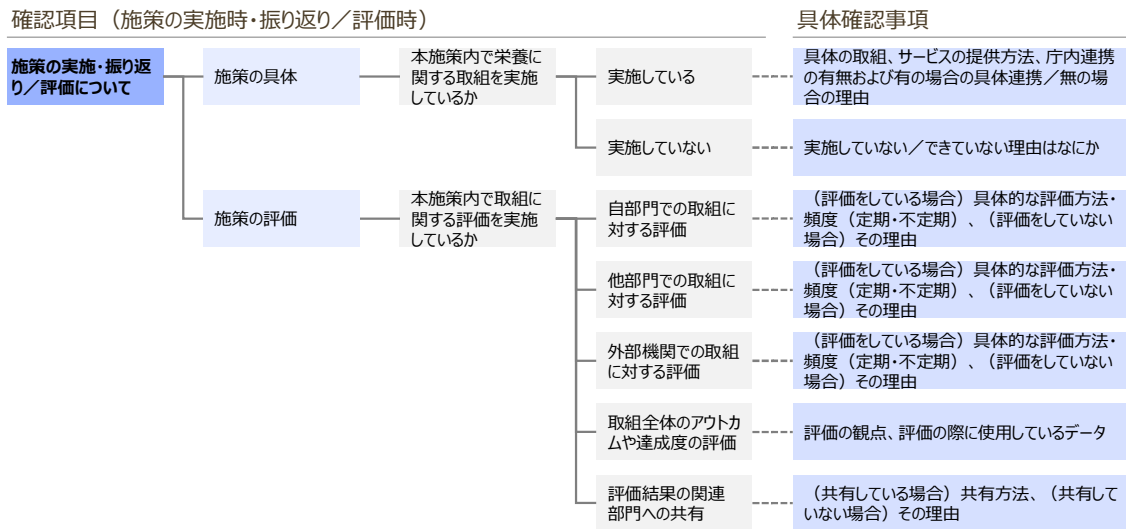 確認項目（施策の実施時・振り返り／評価時）
具体確認事項
施策の実施・振り返
り／評価について
施策の具体
本施策内で栄養に
関する取組を実施
しているか
実施している
具体の取組、サービスの提供方法、庁内連携
の有無および有の場合の具体連携／無の場
合の理由
実施していない
実施していない／できていない理由はなにか
施策の評価
本施策内で取組に
関する評価を実施
しているか
自部門での取組に
対する評価
（評価をしている場合）具体的な評価方法・
頻度（定期・不定期）、（評価をしていない
場合）その理由
他部門での取組に
対する評価
（評価をしている場合）具体的な評価方法・
頻度（定期・不定期）、（評価をしていない
場合）その理由
外部機関での取組
に対する評価
（評価をしている場合）具体的な評価方法・
頻度（定期・不定期）、（評価をしていない
場合）その理由
取組全体のアウトカ
ムや達成度の評価
評価の観点、評価の際に使用しているデータ
評価結果の関連
部門への共有
（共有している場合）共有方法、（共有して
いない場合）その理由